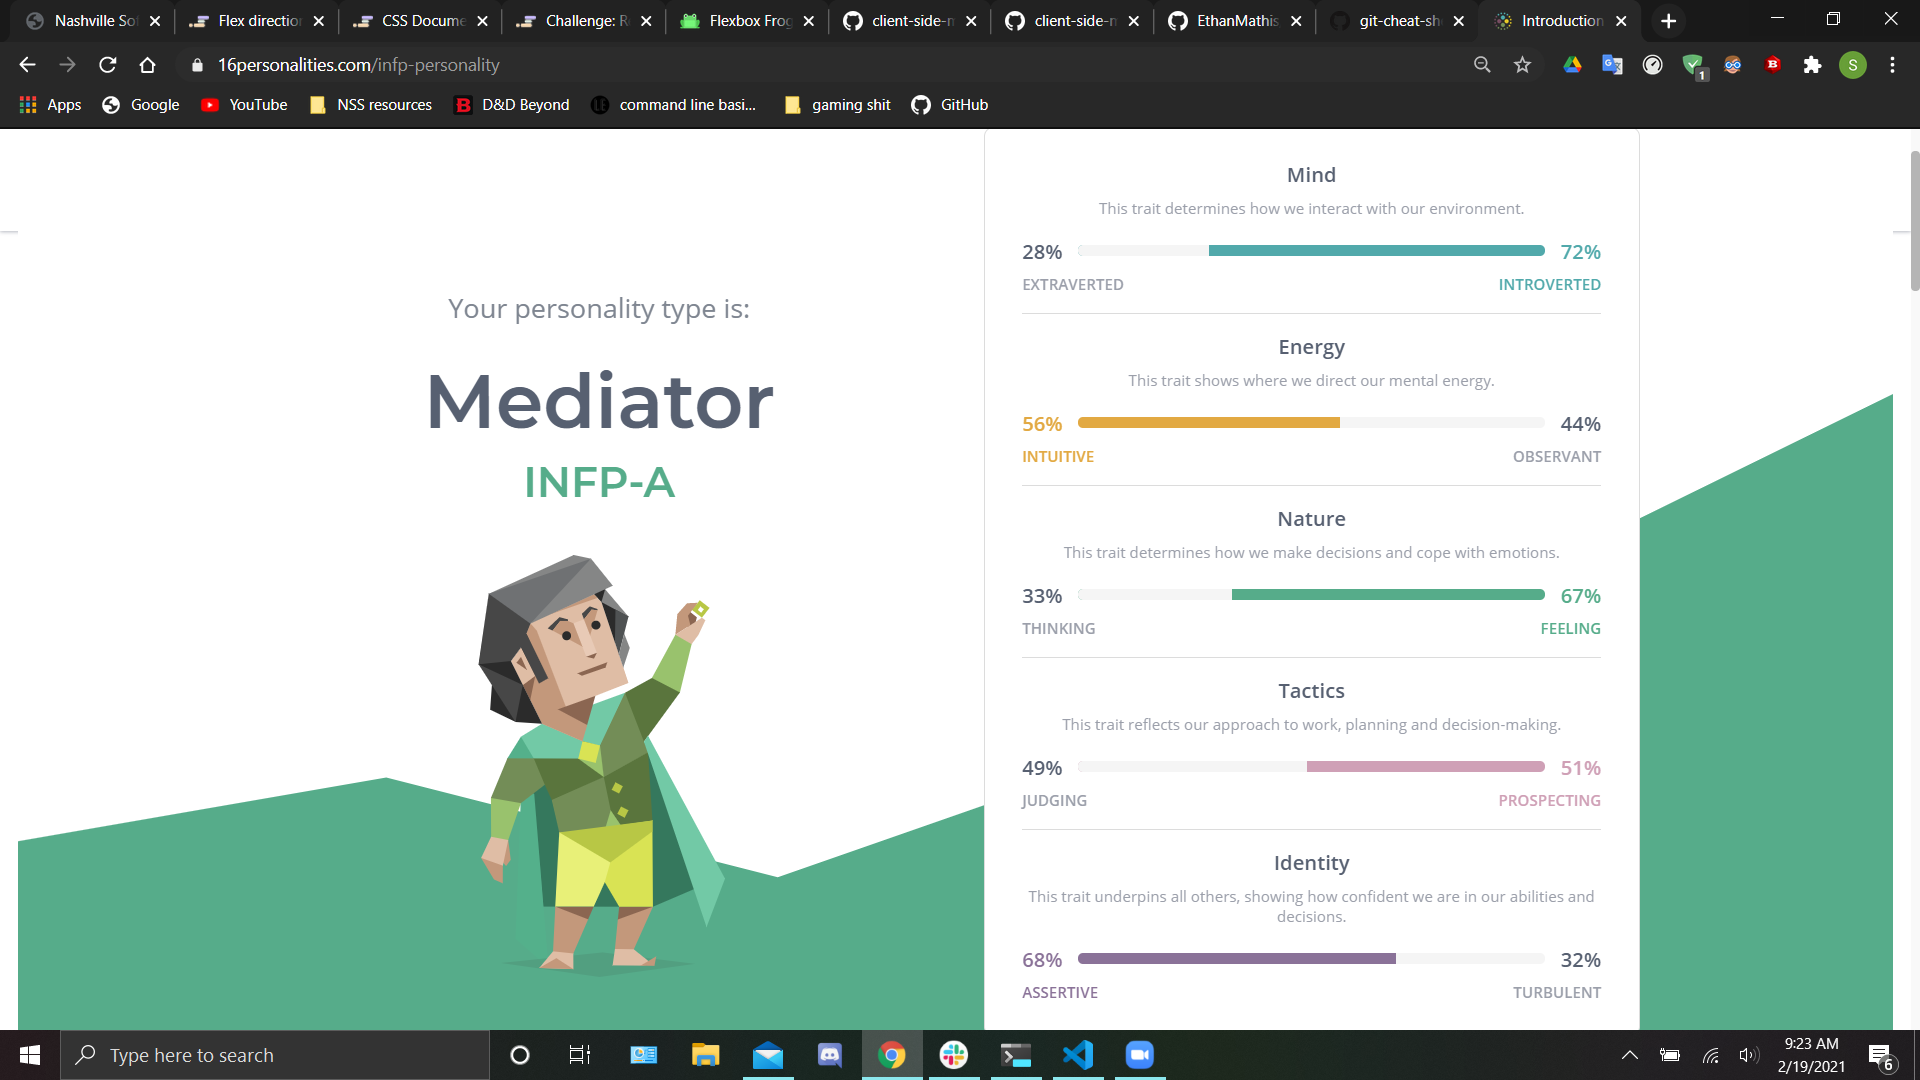 Nashville Sof
Flex direction
CSS Docume
Challenge: Re
Flexbox Frog
client-side-m
client-side-m
EthanMathis
git-cheat-she
Introduction
16personalities.com/infp-personality
1
S
Apps
Google
YouTube
NSS resources
D&D Beyond
command line basi...
gaming shit
GitHub
Your personality type is:
Mediator
INFP-A
Mind
This trait determines how we interact with our environment.
28% 72%
EXTRAVERTED INTROVERTED
Energy
This trait shows where we direct our mental energy.
56% 44%
INTUITIVE OBSERVANT
Nature
This trait determines how we make decisions and cope with emotions.
33% 67%
THINKING FEELING
Tactics
This trait reflects our approach to work, planning and decision-making.
49% 51%
JUDGING PROSPECTING
Identity
This trait underpins all others, showing how confident we are in our abilities and
decisions.
68% 32%
ASSERTIVE TURBULENT
Type here to search
9:23 AM
2/19/2021
6